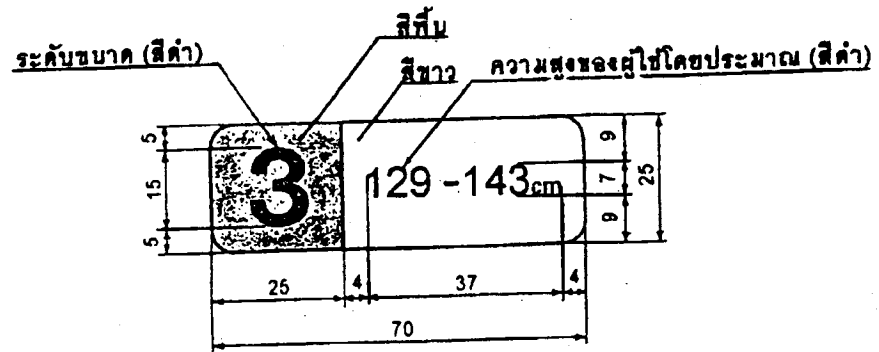 สีพื้น
ระดับขนาด (สีดำ)
สีขาว
ความสูงของผู้ใช้โดยประมาณ (สีดำ)
5
15
5
3
129 -143cm
9
7
9
25
25
4
37
4
70